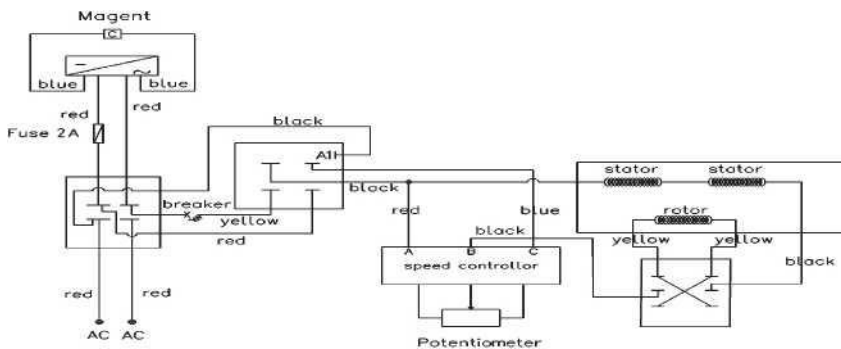 Magent
C
blue
blue
red
red
Fuse 2A
black
A1
black
breaker
yellow
red
red
red
AC
AC
red
blue
black
A
B
C
speed controllor
Potentiometer
stator
stator
rotor
yellow
yellow
black